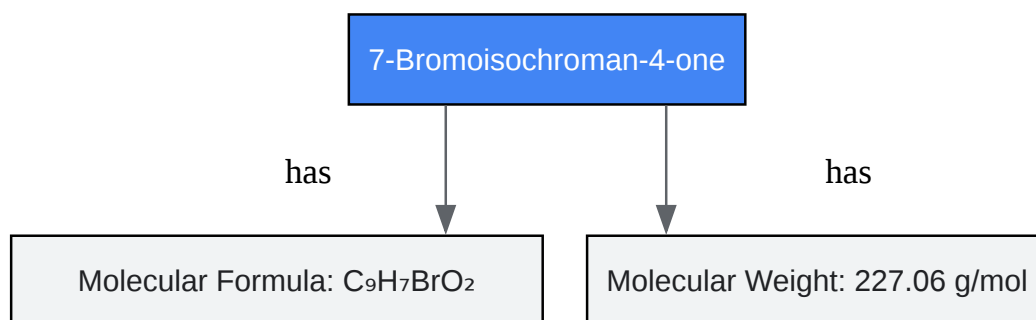 7-Bromoisochroman-4-one
has
has
Molecular Formula: C₉H₇BrO₂
Molecular Weight: 227.06 g/mol